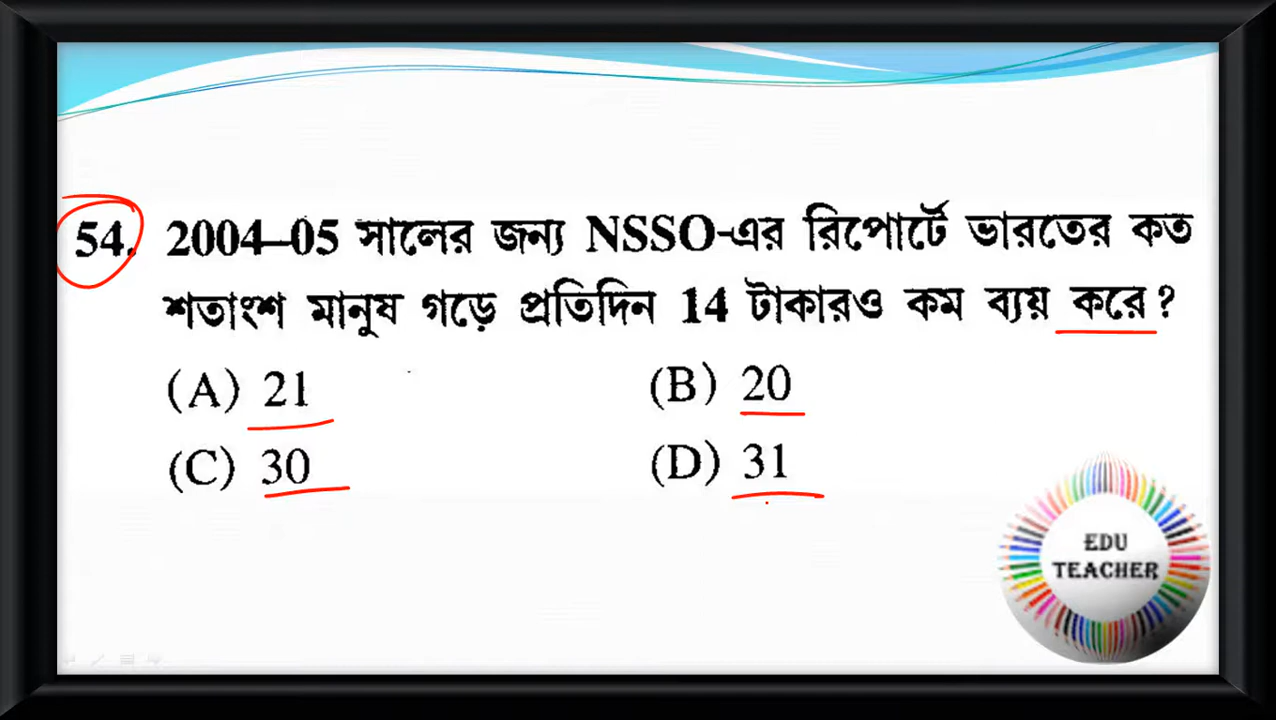 54. 2004–05 সালের জন্য NSSO-এর রিপোর্টে ভারতের কত
শতাংশ মানুষ গড়ে প্রতিদিন 14 টাকারও কম ব্যয় করে ?
(A) 21 (B) 20
(C) 30 (D) 31
EDU
TEACHER